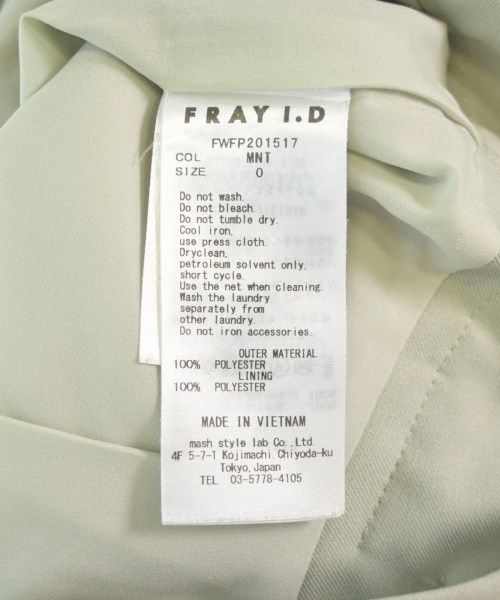 FRAY I.D
FWFP201517
COL MNT
SIZE 0
Do not wash.
Do not bleach.
Do not tumble dry.
Cool iron.
use press cloth.
Dryclean.
petroleum solvent only.
short cycle.
Use the net when cleaning.
Wash the laundry
separately from
other laundry.
Do not iron accessories.
OUTER MATERIAL
100% POLYESTER
LINING
100% POLYESTER
MADE IN VIETNAM
mash style lab Co.,Ltd.
4F 5-7-1 Kojimachi.Chiyoda-ku
Tokyo,Japan
TEL 03-5778-4105